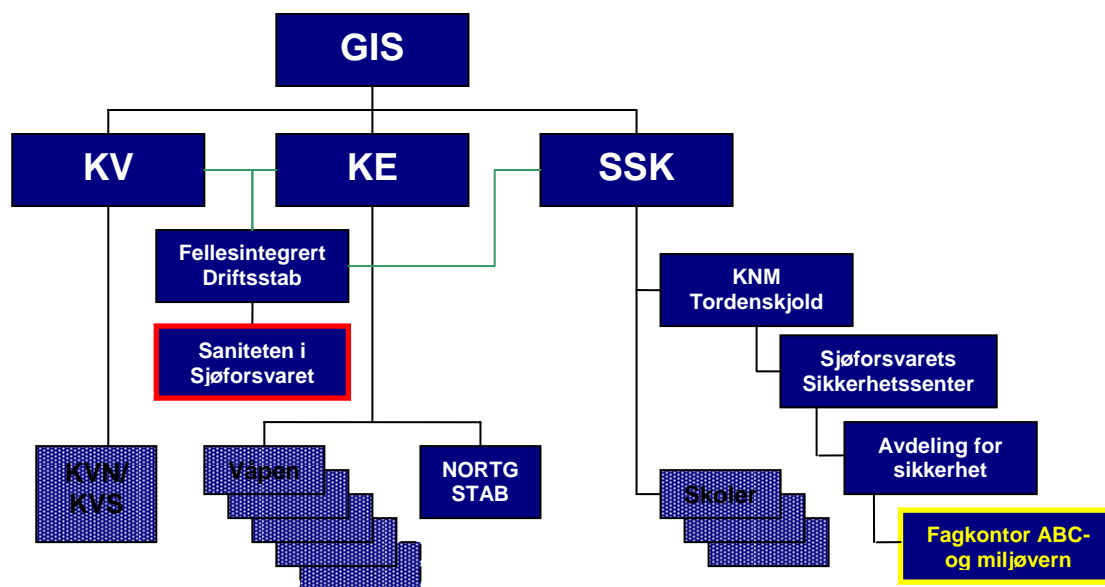 GIS
KV
KE
SSK
Fellesintegrert
Driftsstab
Saniteten i
Sjøforsvaret
KNM
Tordenskjold
Sjøforsvarets
Sikkerhetssenter
Avdeling for
sikkerhet
Fagkontor ABC-
og miljøvern
KVN/
KVS
Våpen
NORTG
STAB
Skoler